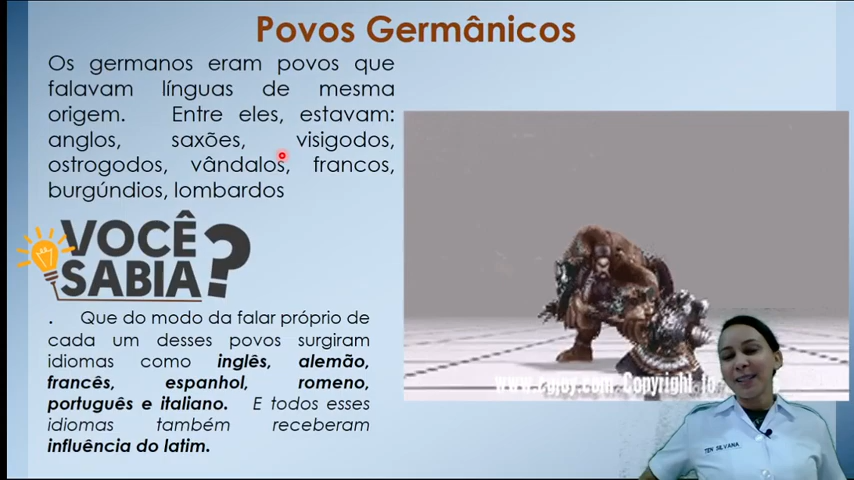 Povos Germânicos
Os germanos eram povos que
falavam línguas de mesma
origem. Entre eles, estavam:
anglos, saxões, visigodos,
ostrogodos, vândalos, francos,
burgúndios, lombardos
VOCÊ
SABIA?
. Que do modo da falar próprio de
cada um desses povos surgiram
idiomas como inglês, alemão,
francês, espanhol, romeno,
português e italiano. E todos esses
idiomas também receberam
influência do latim.
Copyright
TEN SILVANA